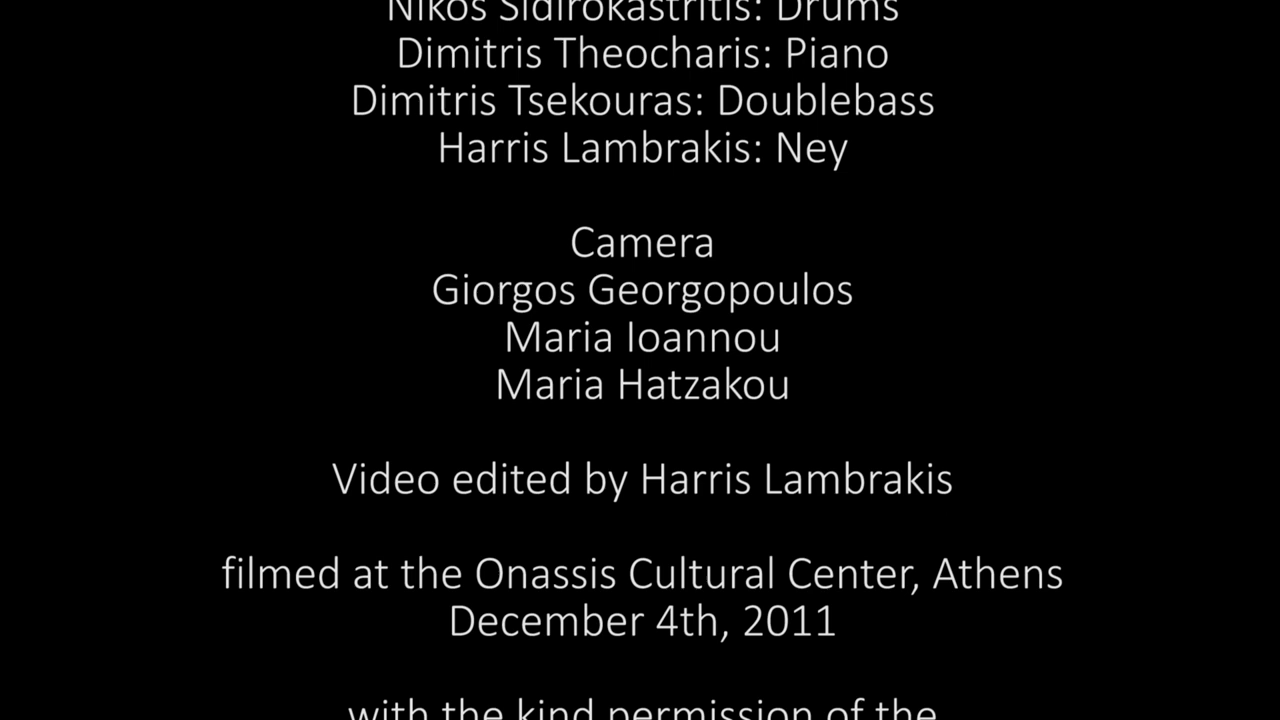 Nikos Sidirokastritis: Drums
Dimitris Theocharis: Piano
Dimitris Tsekouras: Doublebass
Harris Lambrakis: Ney
Camera
Giorgos Georgopoulos
Maria Ioannou
Maria Hatzakou
Video edited by Harris Lambrakis
filmed at the Onassis Cultural Center, Athens
December 4th, 2011
with the kind permission of the